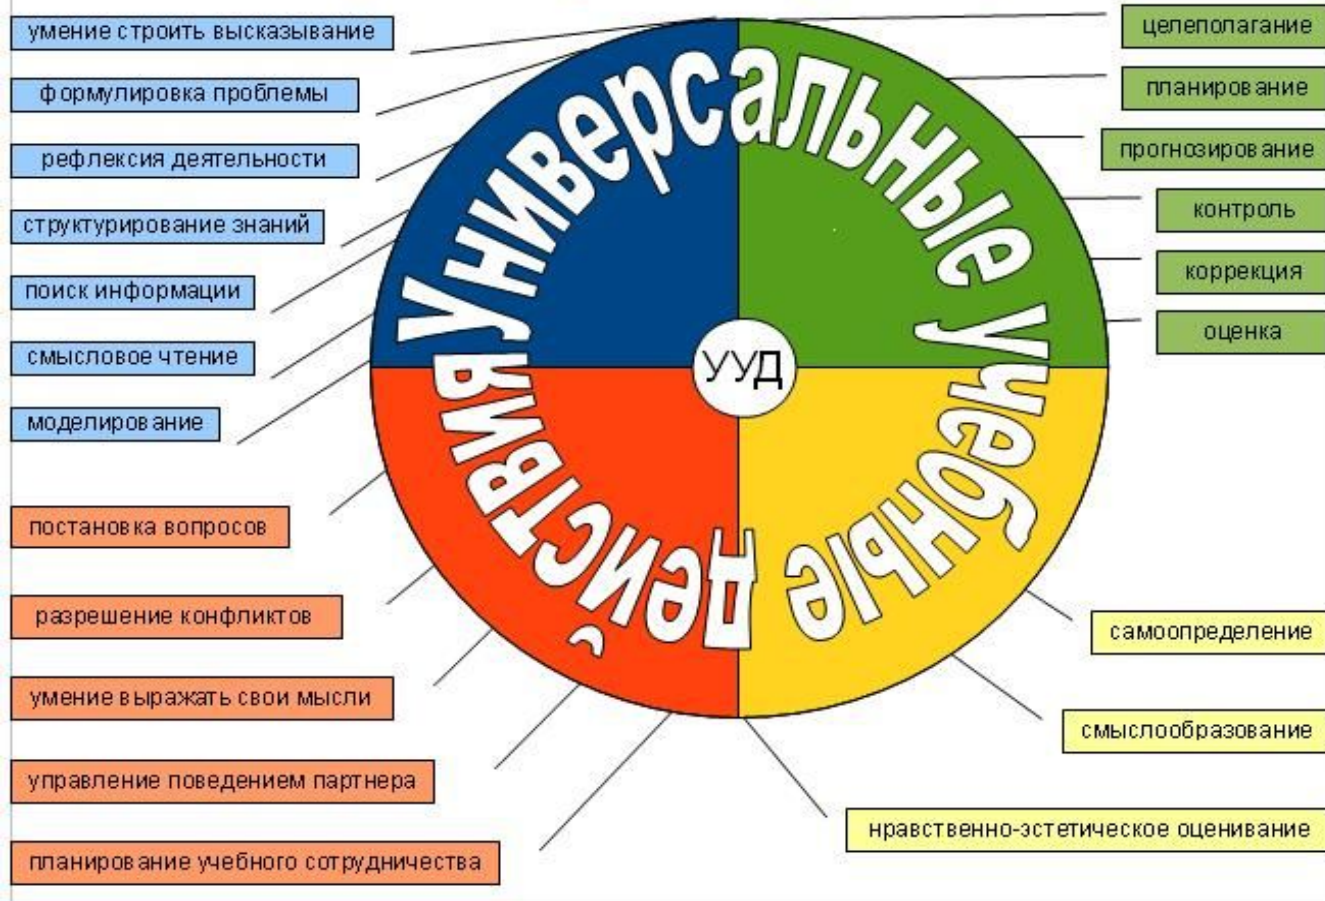 умение строить высказывание
формулировка проблемы
рефлексия деятельности
структурирование знаний
поиск информации
смысловое чтение
моделирование
постановка вопросов
разрешение конфликтов
умение выражать свои мысли
управление поведением партнера
планирование учебного сотрудничества
Универсальные учебные действия
УУД
целеполагание
планирование
прогнозирование
контроль
коррекция
оценка
самоопределение
смыслообразование
нравственно-эстетическое оценивание